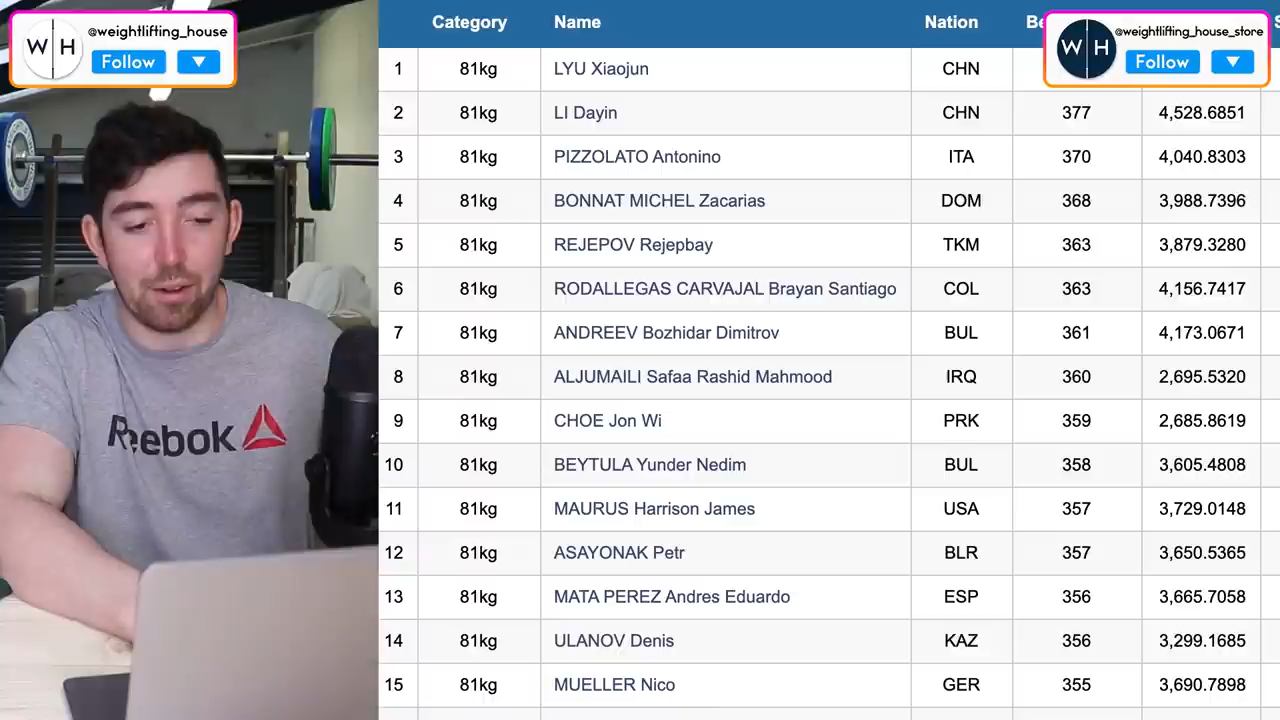 W H
@weightlifting_house
Follow
W H
@weightlifting_house_store
Follow
Reebok
Category Name Nation
1 81kg LYU Xiaojun CHN
2 81kg LI Dayin CHN 377 4,528.6851
3 81kg PIZZOLATO Antonino ITA 370 4,040.8303
4 81kg BONNAT MICHEL Zacarias DOM 368 3,988.7396
5 81kg REJEPOV Rejepbay TKM 363 3,879.3280
6 81kg RODALLEGAS CARVAJAL Brayan Santiago COL 363 4,156.7417
7 81kg ANDREEV Bozhidar Dimitrov BUL 361 4,173.0671
8 81kg ALJUMAILI Safaa Rashid Mahmood IRQ 360 2,695.5320
9 81kg CHOE Jon Wi PRK 359 2,685.8619
10 81kg BEYTULA Yunder Nedim BUL 358 3,605.4808
11 81kg MAURUS Harrison James USA 357 3,729.0148
12 81kg ASAYONAK Petr BLR 357 3,650.5365
13 81kg MATA PEREZ Andres Eduardo ESP 356 3,665.7058
14 81kg ULANOV Denis KAZ 356 3,299.1685
15 81kg MUELLER Nico GER 355 3,690.7898